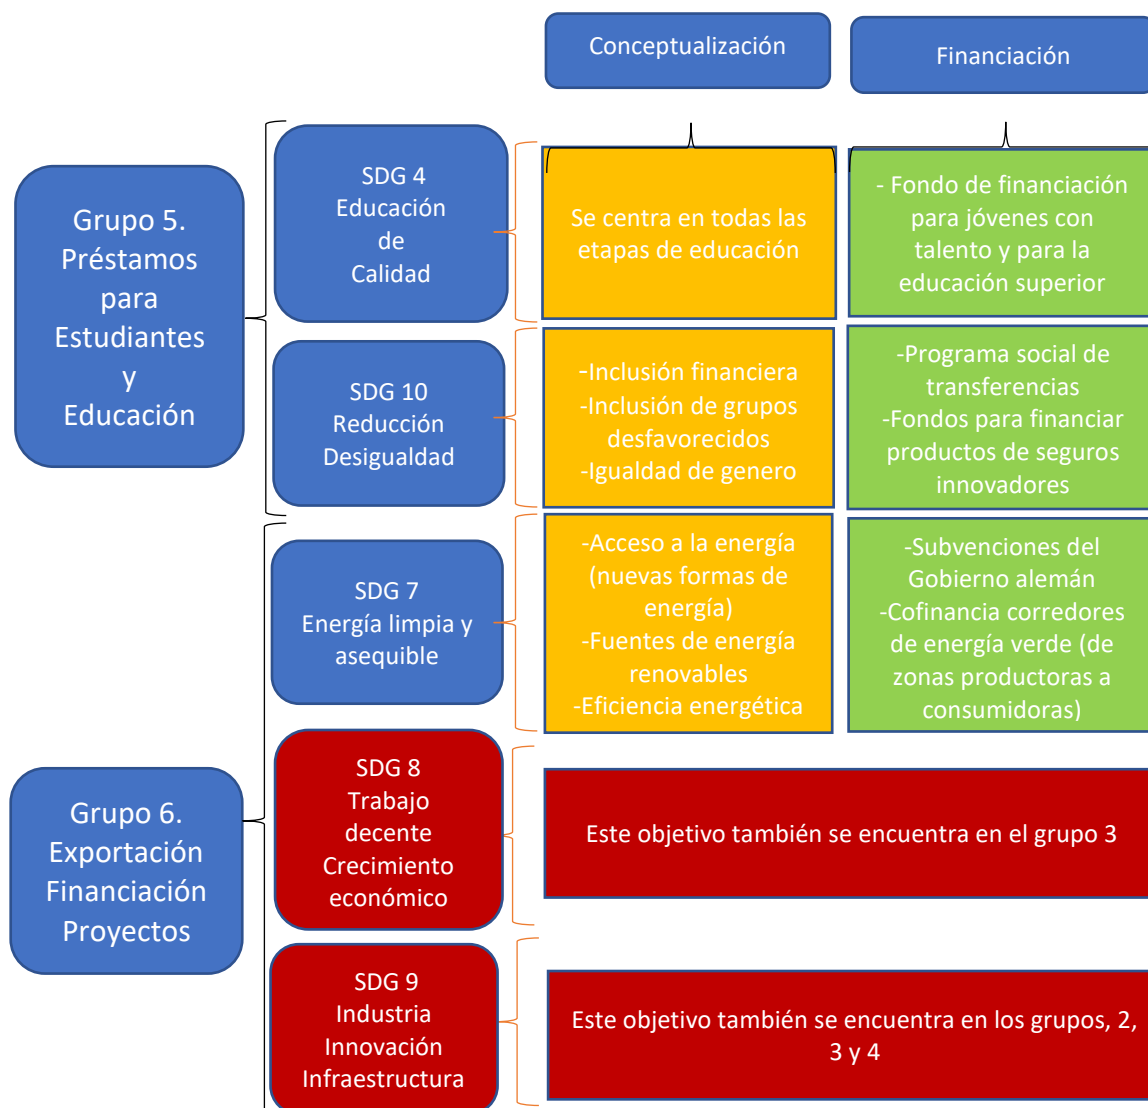 Conceptualización
Financiación
Grupo 5.
Préstamos
para
Estudiantes
y
Educación
SDG 4
Educación
de
Calidad
Se centra en todas las
etapas de educación
- Fondo de financiación
para jóvenes con
talento y para la
educación superior
SDG 10
Reducción
Desigualdad
-Inclusión financiera
-Inclusión de grupos
desfavorecidos
-Igualdad de genero
-Programa social de
transferencias
-Fondos para financiar
productos de seguros
innovadores
Grupo 6.
Exportación
Financiación
Proyectos
SDG 7
Energía limpia y
asequible
-Acceso a la energía
(nuevas formas de
energía)
-Fuentes de energía
renovables
-Eficiencia energética
-Subvenciones del
Gobierno alemán
-Cofinancia corredores
de energía verde (de
zonas productoras a
consumidoras)
SDG 8
Trabajo
decente
Crecimiento
económico
Este objetivo también se encuentra en el grupo 3
SDG 9
Industria
Innovación
Infraestructura
Este objetivo también se encuentra en los grupos, 2,
3 y 4